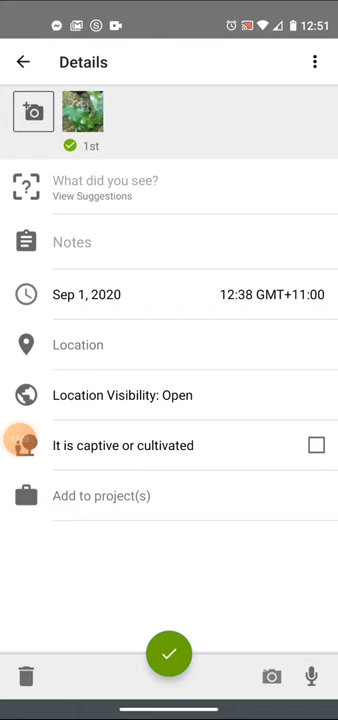 12:51
Details
1st
What did you see?
View Suggestions
Notes
Sep 1, 2020 12:38 GMT+11:00
Location
Location Visibility: Open
It is captive or cultivated
Add to project(s)